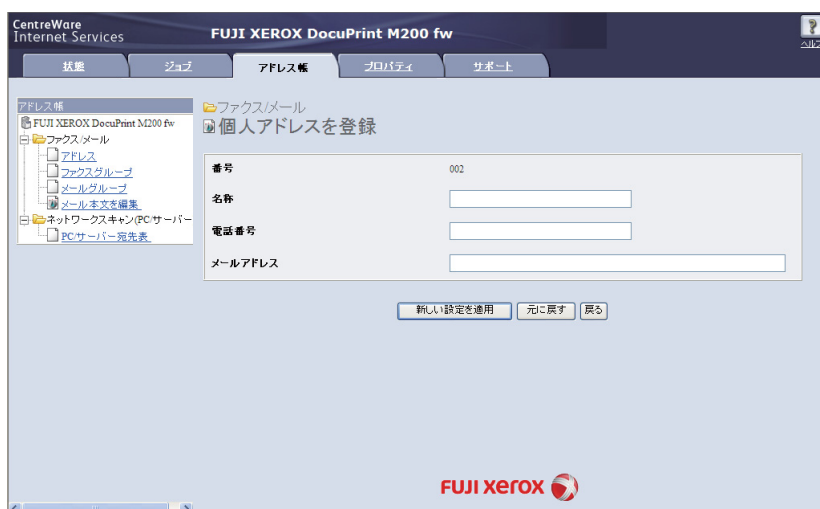 CentreWare
Internet Services
FUJI XEROX DocuPrint M200 fw
ヘルプ
状態
ジョブ
アドレス帳
プロパティ
サポート
アドレス帳
FUJI XEROX DocuPrint M200 fw
ファクス/メール
アドレス
ファクスグループ
メールグループ
メール本文を編集
ネットワークスキャン(PC/サーバー
PC/サーバー宛先表
ファクス/メール
個人アドレスを登録
番号 002
名称
電話番号
メールアドレス
新しい設定を適用 元に戻す 戻る
FUJI xerox